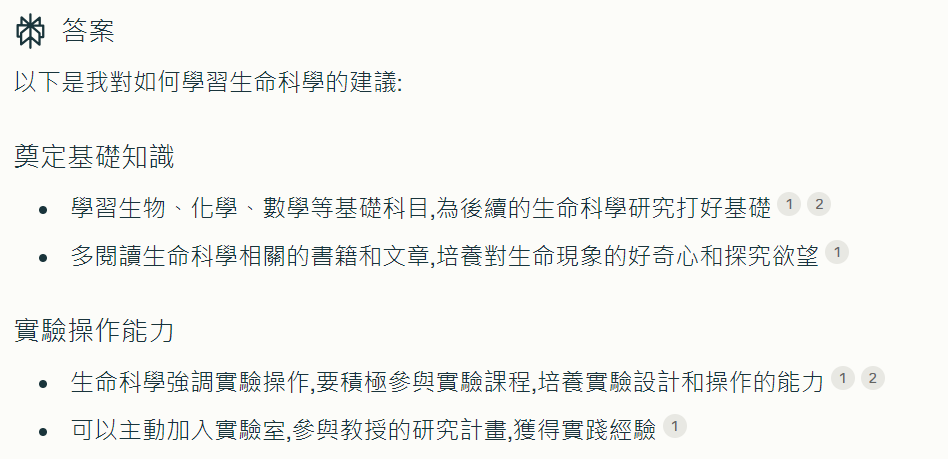 答案
以下是我對如何學習生命科學的建議:
奠定基礎知識
• 學習生物、化學、數學等基礎科目,為後續的生命科學研究打好基礎 1 2
• 多閱讀生命科學相關的書籍和文章,培養對生命現象的好奇心和探究欲望 1
實驗操作能力
• 生命科學強調實驗操作,要積極參與實驗課程,培養實驗設計和操作的能力 1 2
• 可以主動加入實驗室,參與教授的研究計畫,獲得實踐經驗 1